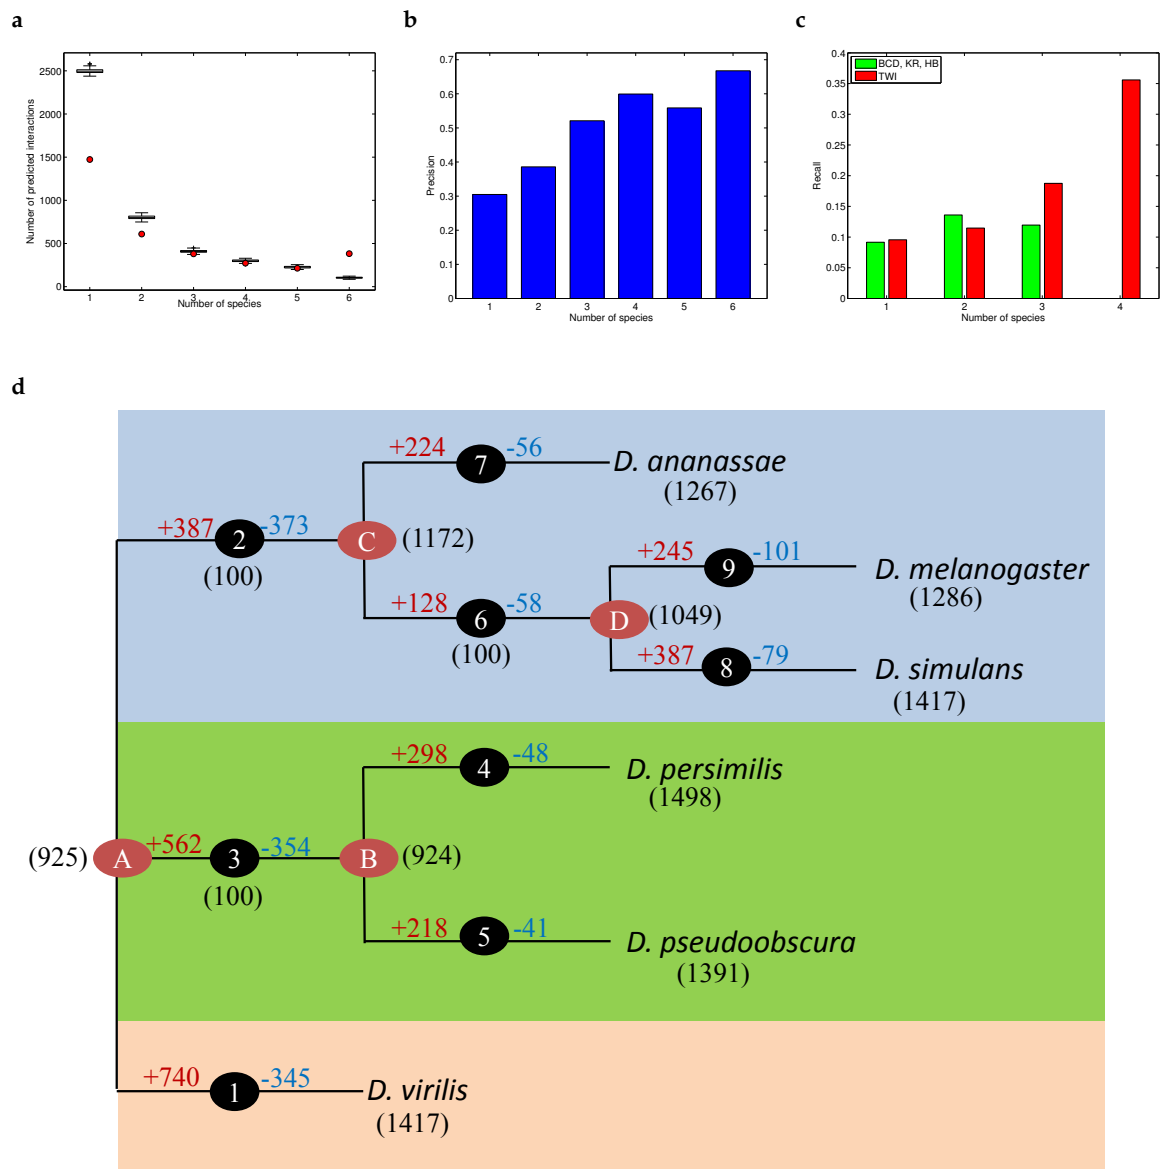 a
b
c
2500
2000
1500
1000
500
0
1 2 3 4 5 6
Number of predicted interactions
Number of species
0.7
0.6
0.5
0.4
0.3
0.2
0.1
0
1 2 3 4 5 6
Precision
Number of species
0.4
0.35
0.3
0.25
0.2
0.15
0.1
0.05
0
1 2 3 4
Recall
Number of species
BCD, KR, HB
TWI
d
+224 7 -56
D. ananassae
(1267)
+387 2 -373
(100)
C (1172)
+245 9 -101
D. melanogaster
(1286)
+128 6 -58
(100)
D (1049)
+387 8 -79
D. simulans
(1417)
+298 4 -48
D. persimilis
(1498)
(925) A +562 3 -354
(100)
B (924)
+218 5 -41
D. pseudoobscura
(1391)
+740 1 -345
D. virilis
(1417)